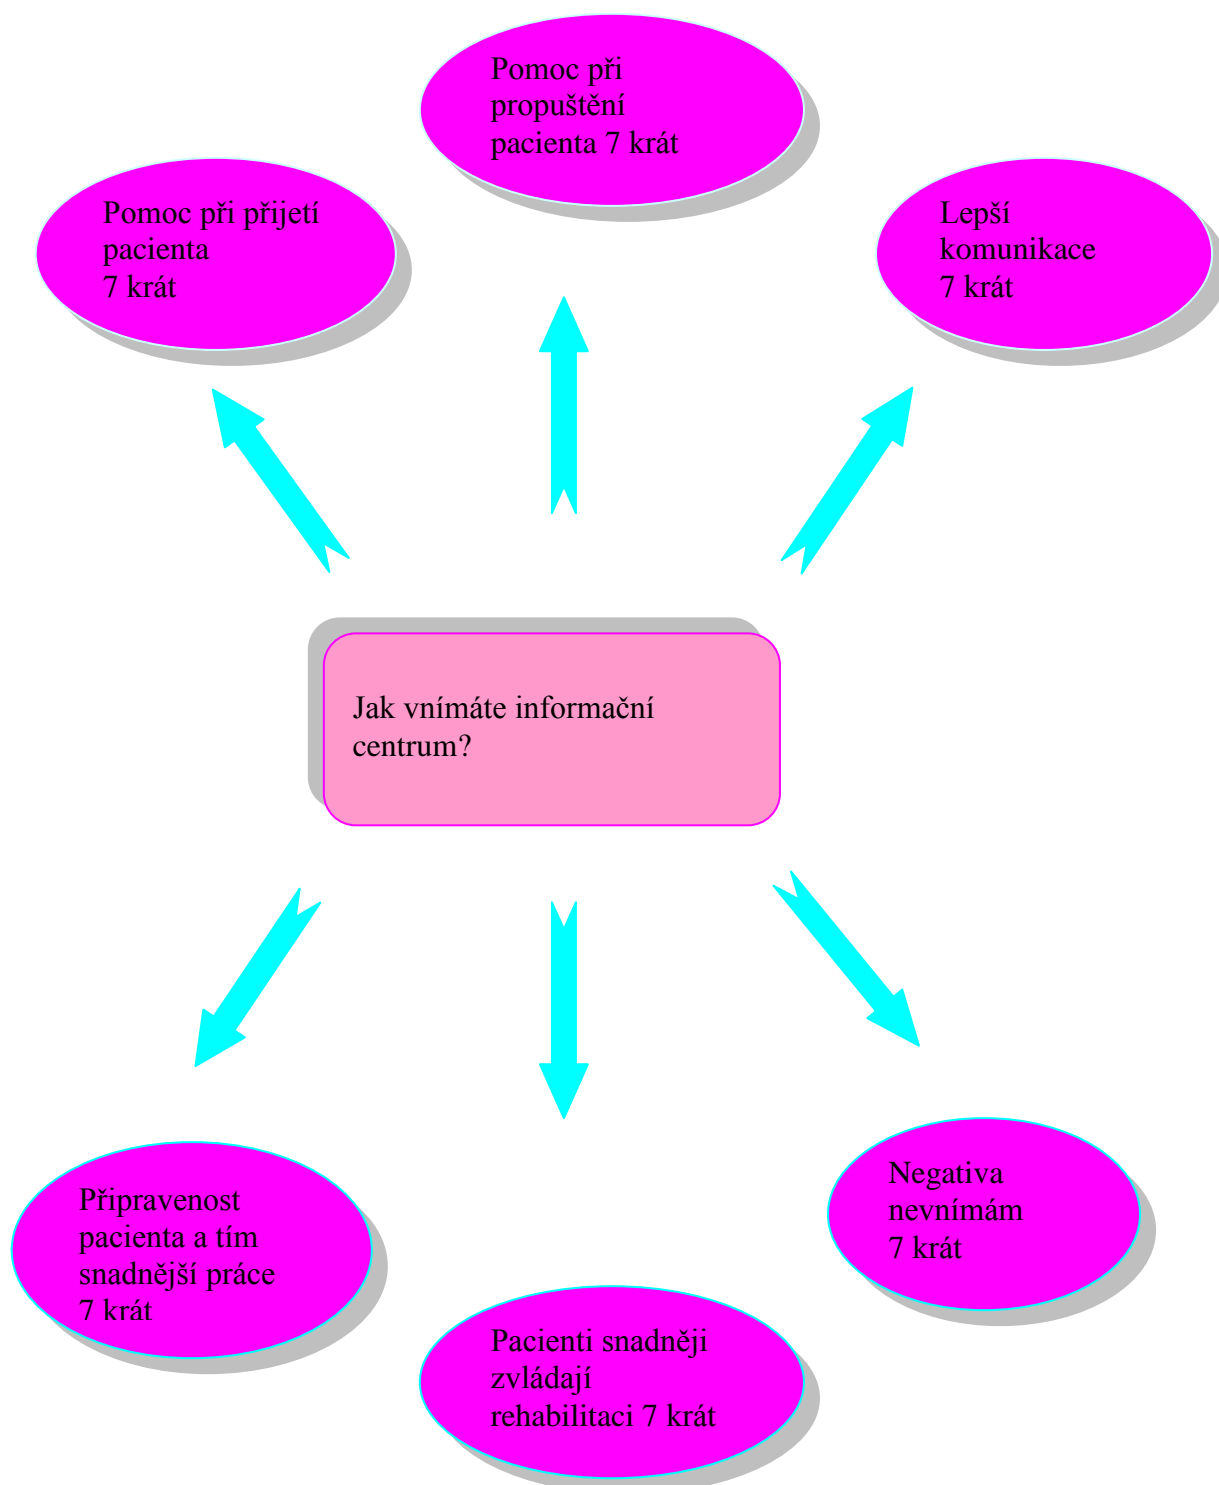 Pomoc při
propuštění
pacienta 7 krát
Pomoc při přijetí
pacienta
7 krát
Lepší
komunikace
7 krát
Jak vnímáte informační
centrum?
Připravenost
pacienta a tím
snadnější práce
7 krát
Negativa
nevnímám
7 krát
Pacienti snadněji
zvládají
rehabilitaci 7 krát